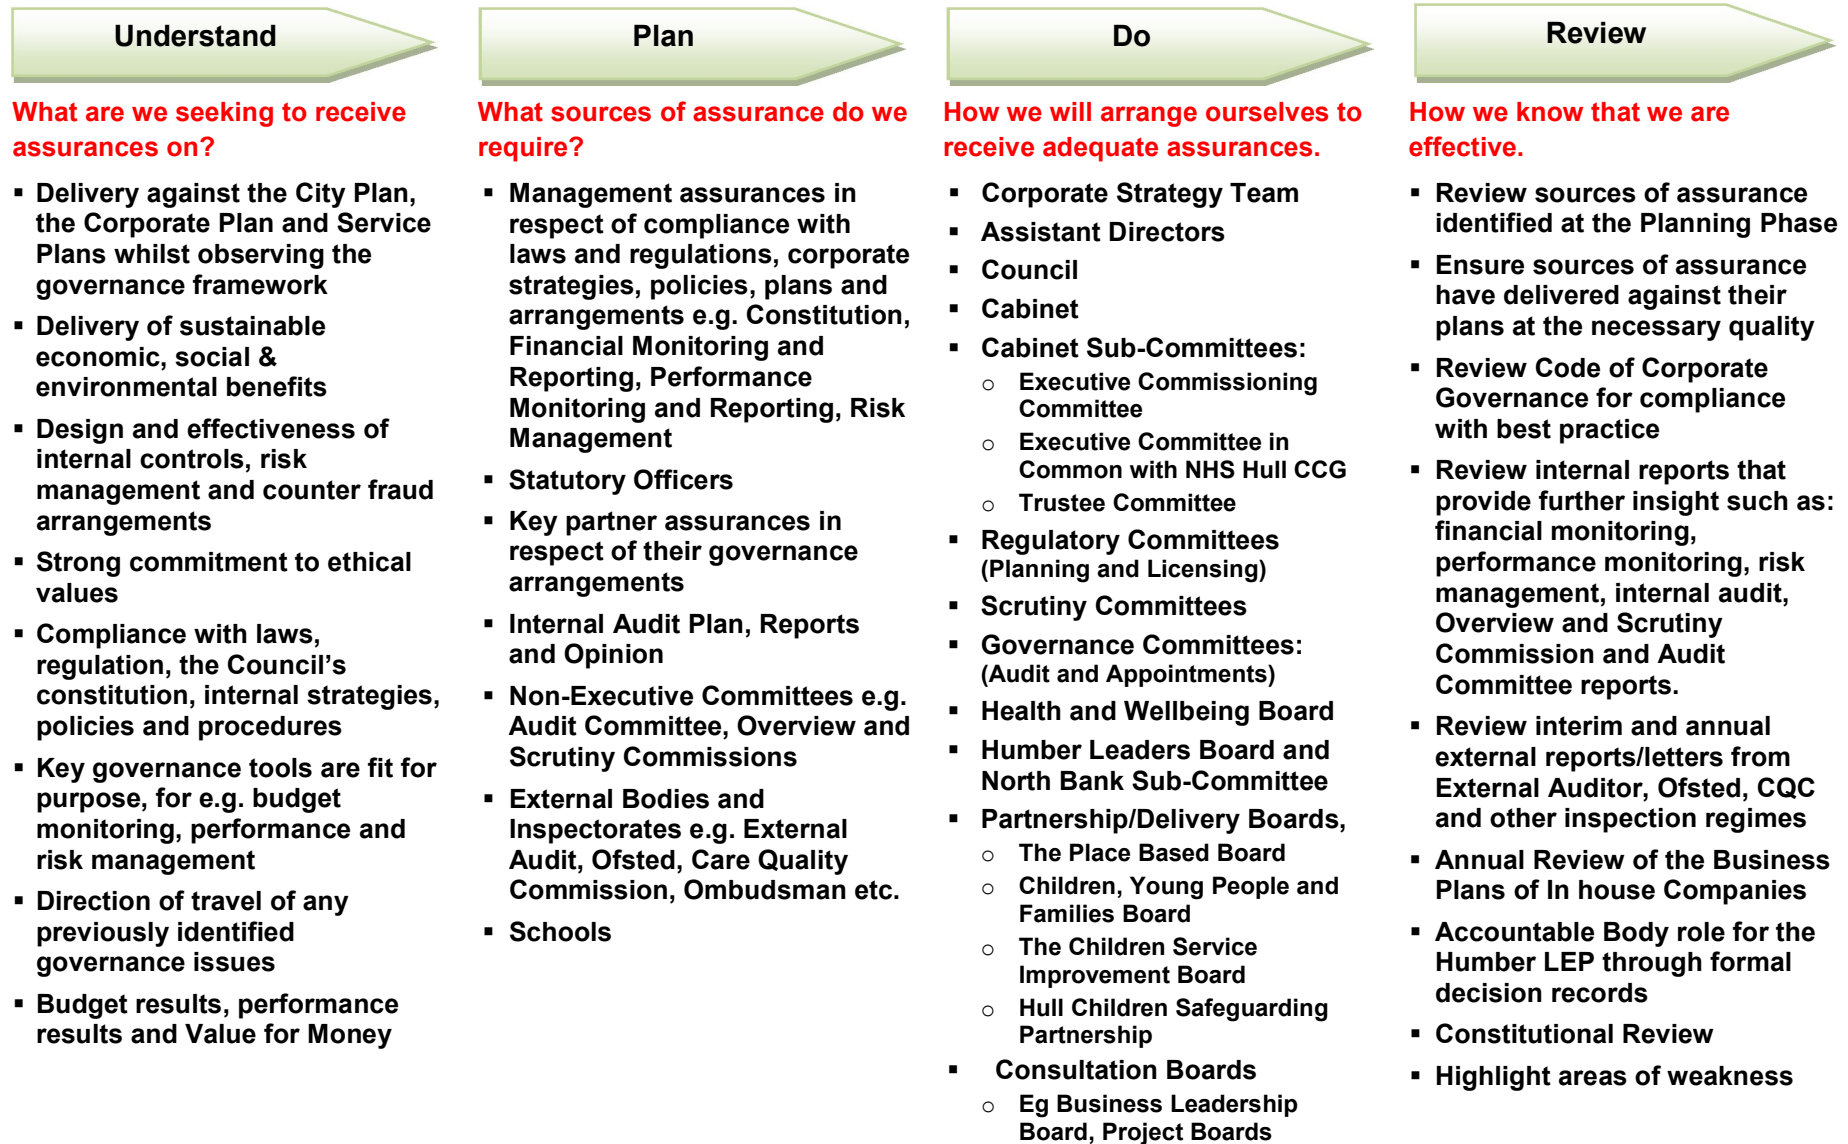 Understand
What are we seeking to receive
assurances on?
▪ Delivery against the City Plan,
the Corporate Plan and Service
Plans whilst observing the
governance framework
▪ Delivery of sustainable
economic, social &
environmental benefits
▪ Design and effectiveness of
internal controls, risk
management and counter fraud
arrangements
▪ Strong commitment to ethical
values
▪ Compliance with laws,
regulation, the Council’s
constitution, internal strategies,
policies and procedures
▪ Key governance tools are fit for
purpose, for e.g. budget
monitoring, performance and
risk management
▪ Direction of travel of any
previously identified
governance issues
▪ Budget results, performance
results and Value for Money
Plan
What sources of assurance do we
require?
▪ Management assurances in
respect of compliance with
laws and regulations, corporate
strategies, policies, plans and
arrangements e.g. Constitution,
Financial Monitoring and
Reporting, Performance
Monitoring and Reporting, Risk
Management
▪ Statutory Officers
▪ Key partner assurances in
respect of their governance
arrangements
▪ Internal Audit Plan, Reports
and Opinion
▪ Non-Executive Committees e.g.
Audit Committee, Overview and
Scrutiny Commissions
▪ External Bodies and
Inspectorates e.g. External
Audit, Ofsted, Care Quality
Commission, Ombudsman etc.
▪ Schools
Do
How we will arrange ourselves to
receive adequate assurances.
▪ Corporate Strategy Team
▪ Assistant Directors
▪ Council
▪ Cabinet
▪ Cabinet Sub-Committees:
o Executive Commissioning
Committee
o Executive Committee in
Common with NHS Hull CCG
o Trustee Committee
▪ Regulatory Committees
(Planning and Licensing)
▪ Scrutiny Committees
▪ Governance Committees:
(Audit and Appointments)
▪ Health and Wellbeing Board
▪ Humber Leaders Board and
North Bank Sub-Committee
▪ Partnership/Delivery Boards,
o The Place Based Board
o Children, Young People and
Families Board
o The Children Service
Improvement Board
o Hull Children Safeguarding
Partnership
▪ Consultation Boards
o Eg Business Leadership
Board, Project Boards
Review
How we know that we are
effective.
▪ Review sources of assurance
identified at the Planning Phase
▪ Ensure sources of assurance
have delivered against their
plans at the necessary quality
▪ Review Code of Corporate
Governance for compliance
with best practice
▪ Review internal reports that
provide further insight such as:
financial monitoring,
performance monitoring, risk
management, internal audit,
Overview and Scrutiny
Commission and Audit
Committee reports.
▪ Review interim and annual
external reports/letters from
External Auditor, Ofsted, CQC
and other inspection regimes
▪ Annual Review of the Business
Plans of In house Companies
▪ Accountable Body role for the
Humber LEP through formal
decision records
▪ Constitutional Review
▪ Highlight areas of weakness